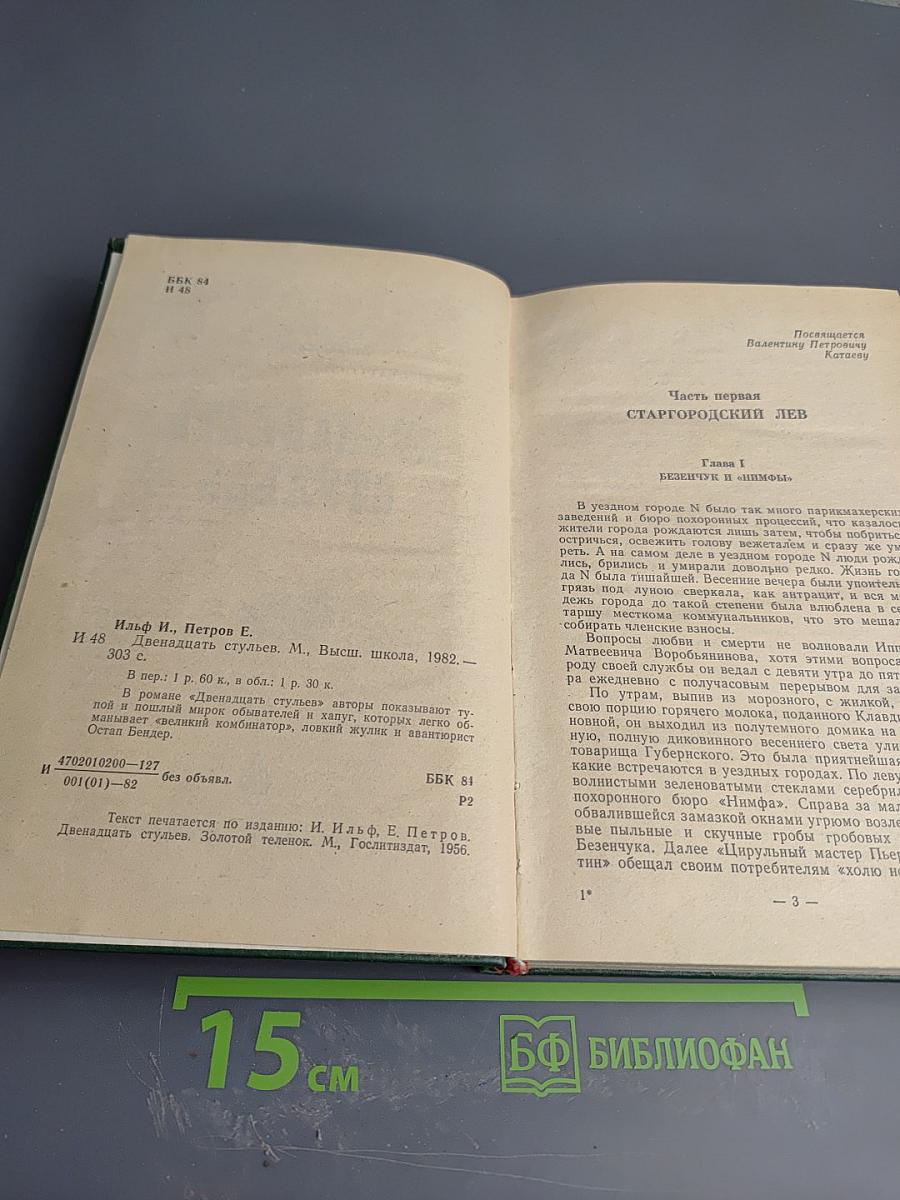 ББК 84
И 48
Ильф И., Петров Е.
И 48 Двенадцать стульев. М., Высш. школа, 1982.—
303 с.
В пер.: 1 р. 60 к., в обл.: 1 р. 30 к.
В романе «Двенадцать стульев» авторы показывают ту-
пой и пошлый мирок обывателей и хапуг, которых легко об-
манывает «великий комбинатор», ловкий жулик и авантюрист
Остап Бендер.
И 4702010200—127
001(01)—82 без объявл.
ББК 84
Р2
Текст печатается по изданию: И. Ильф, Е. Петров.
Двенадцать стульев. Золотой теленок. М., Гослитиздат, 1956.
Посвящается
Валентину Петровичу
Катаеву
Часть первая
СТАРГОРОДСКИЙ ЛЕВ
Глава I
БЕЗЕНЧУК И «НИМФЫ»
В уездном городе N было так много парикмахерских
заведений и бюро похоронных процессий, что казалос
жители города рождаются лишь затем, чтобы побриться
остричься, освежить голову вежеталем и сразу же ум
реть. А на самом деле в уездном городе N люди рожд
лись, брились и умирали довольно редко. Жизнь го
да N была тишайшей. Весенние вечера были упоитель
грязь под луною сверкала, как антрацит, и вся мо
дежь города до такой степени была влюблена в се
таршу месткома коммунальников, что это мешал
собирать членские взносы.
Вопросы любви и смерти не волновали Ипп
Матвеевича Воробьянинова, хотя этими вопроса
роду своей службы он ведал с девяти утра до пят
ра ежедневно с получасовым перерывом для за
По утрам, выпив из морозного, с жилкой,
свою порцию горячего молока, поданного Клавд
новной, он выходил из полутемного домика на
ную, полную диковинного весеннего света ули
товарища Губернского. Это была приятнейшая
какие встречаются в уездных городах. По леву
волнистыми зеленоватыми стеклами серебрил
похоронного бюро «Нимфа». Справа за мал
обвалившейся замазкой окнами угрюмо возле
вые пыльные и скучные гробы гробовых
Безенчука. Далее «Цирульный мастер Пьер
тин» обещал своим потребителям «холю но
1*
— 3 —
15 см
БФ БИБЛИОФАН